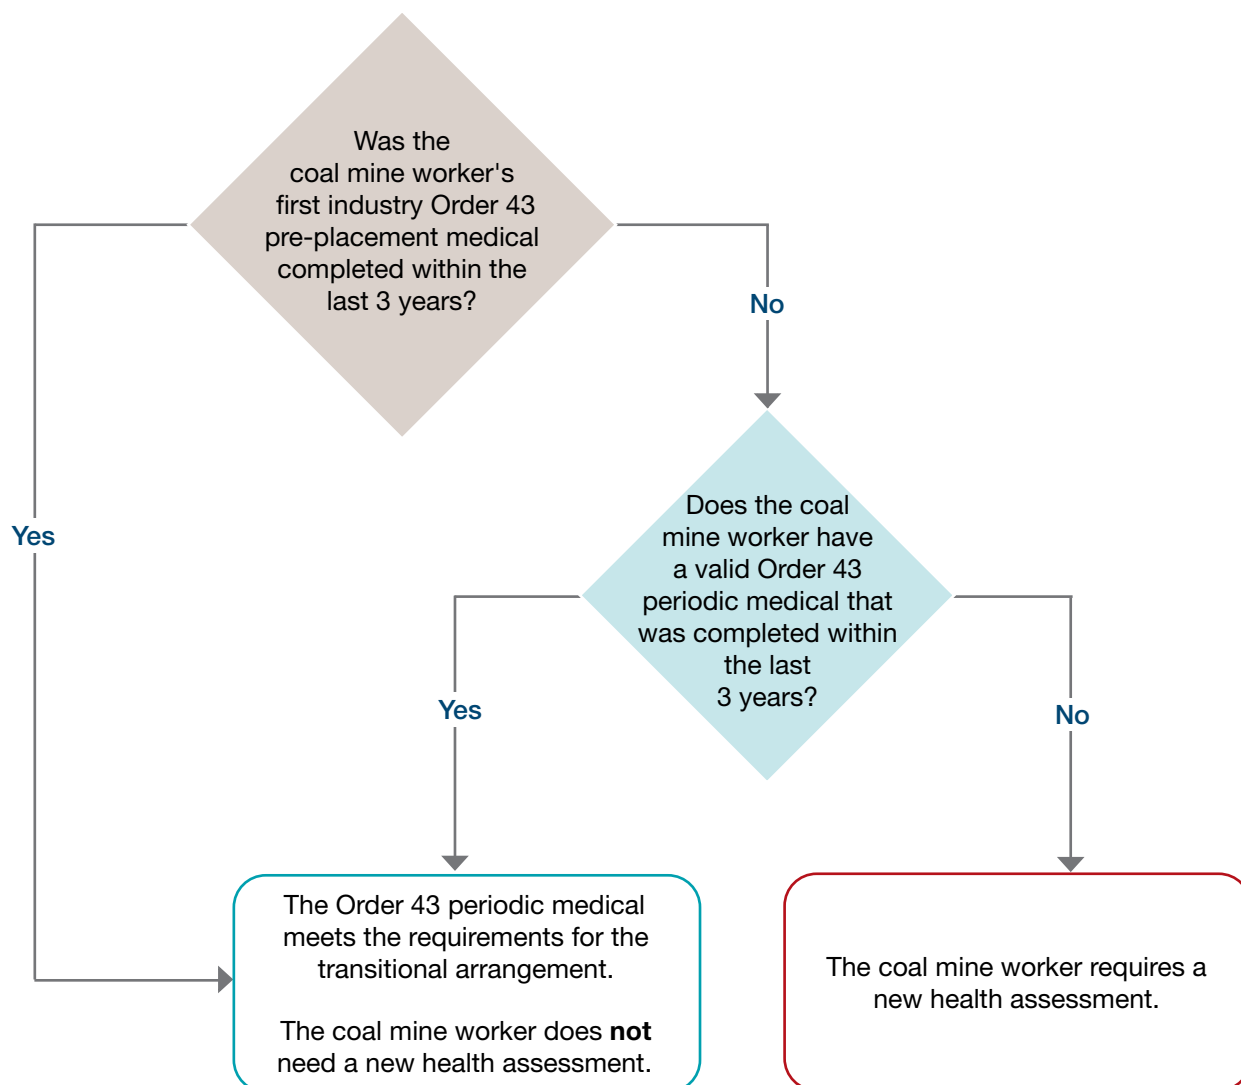 Was the
coal mine worker's
first industry Order 43
pre-placement medical
completed within the
last 3 years?
No
Yes
Does the coal
mine worker have
a valid Order 43
periodic medical that
was completed within
the last
3 years?
Yes
No
The Order 43 periodic medical
meets the requirements for the
transitional arrangement.
The coal mine worker does not
need a new health assessment.
The coal mine worker requires a
new health assessment.